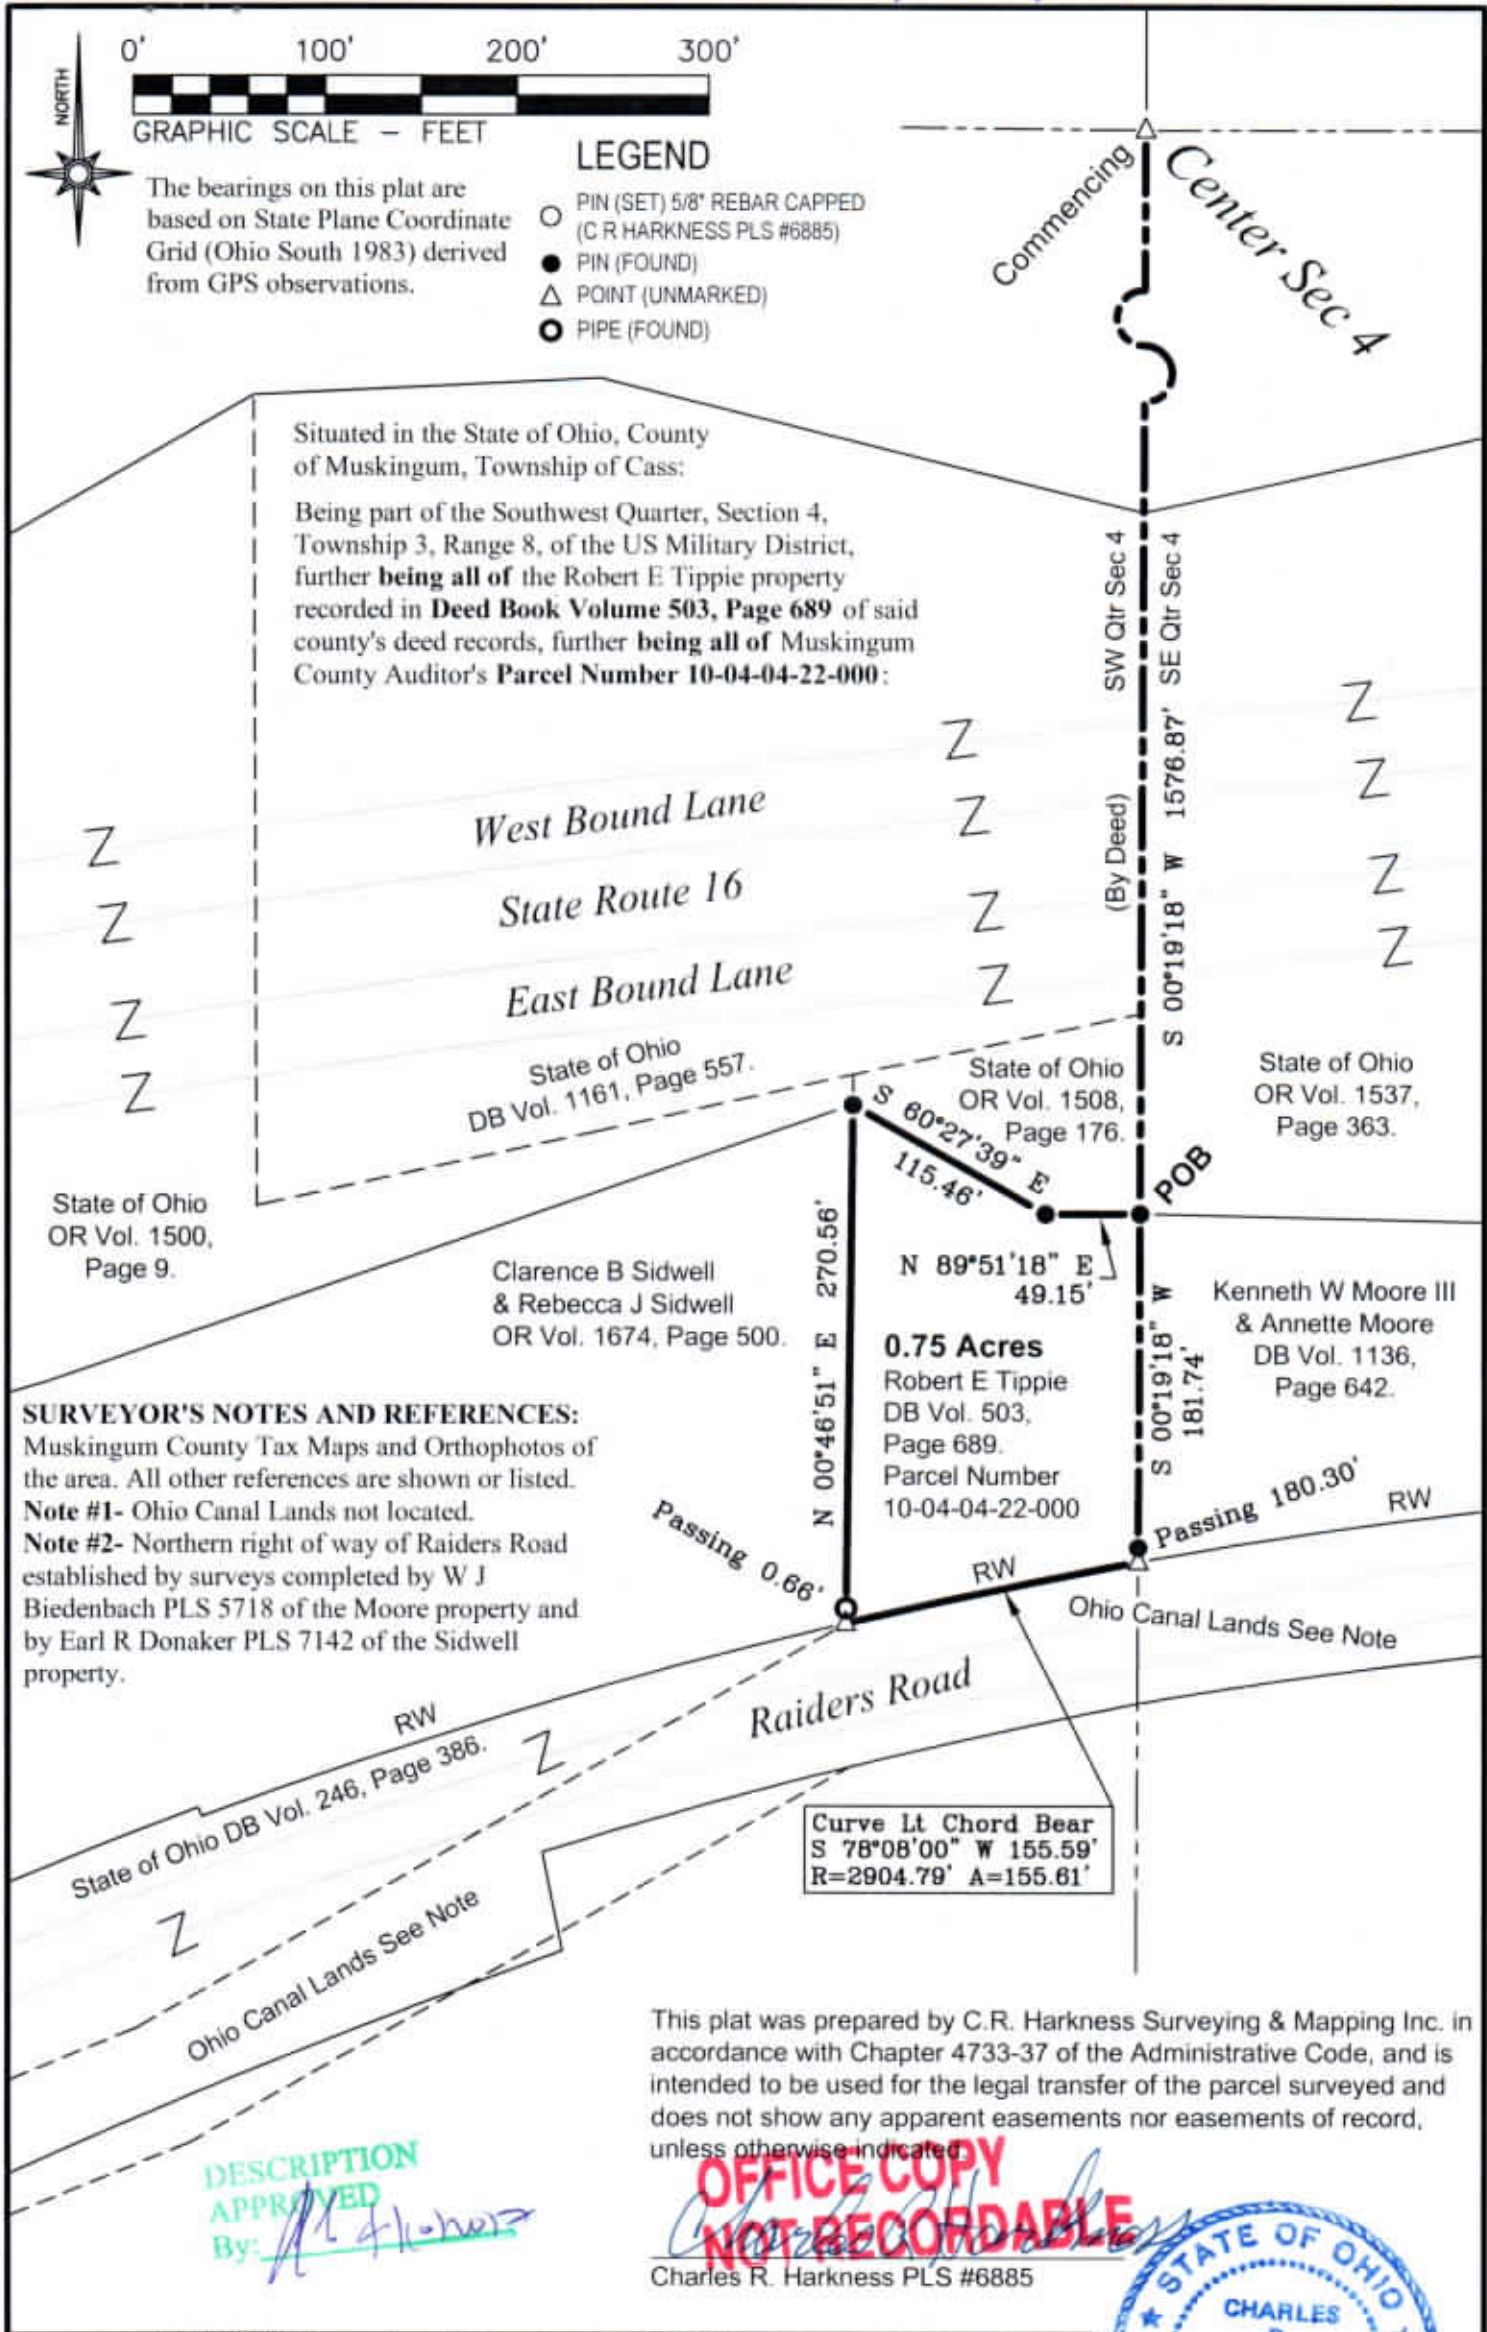 0' 100' 200' 300'
GRAPHIC SCALE - FEET
NORTH
The bearings on this plat are
based on State Plane Coordinate
Grid (Ohio South 1983) derived
from GPS observations.
LEGEND
PIN (SET) 5/8" REBAR CAPPED
(C R HARKNESS PLS #6885)
PIN (FOUND)
POINT (UNMARKED)
PIPE (FOUND)
Commencing
Center Sec 4
Situated in the State of Ohio, County
of Muskingum, Township of Cass:
Being part of the Southwest Quarter, Section 4,
Township 3, Range 8, of the US Military District,
further being all of the Robert E Tippie property
recorded in Deed Book Volume 503, Page 689 of said
county's deed records, further being all of Muskingum
County Auditor's Parcel Number 10-04-04-22-000:
SW Qtr Sec 4
SE Qtr Sec 4
(By Deed)
S 00°19'18" W 1576.87'
West Bound Lane
State Route 16
East Bound Lane
State of Ohio
DB Vol. 1161, Page 557.
State of Ohio
OR Vol. 1508,
Page 176.
State of Ohio
OR Vol. 1537,
Page 363.
S 60°27'39" E
115.46'
POB
State of Ohio
OR Vol. 1500,
Page 9.
Clarence B Sidwell
& Rebecca J Sidwell
OR Vol. 1674, Page 500.
N 00°46'51" E 270.56'
N 89°51'18" E
49.15'
0.75 Acres
Robert E Tippie
DB Vol. 503,
Page 689.
Parcel Number
10-04-04-22-000
S 00°19'18" W
181.74'
Kenneth W Moore III
& Annette Moore
DB Vol. 1136,
Page 642.
SURVEYOR'S NOTES AND REFERENCES:
Muskingum County Tax Maps and Orthophotos of
the area. All other references are shown or listed.
Note #1- Ohio Canal Lands not located.
Note #2- Northern right of way of Raiders Road
established by surveys completed by W J
Biedenbach PLS 5718 of the Moore property and
by Earl R Donaker PLS 7142 of the Sidwell
property.
Passing 0.66'
Passing 180.30'
RW
RW
Ohio Canal Lands See Note
Raiders Road
RW
State of Ohio DB Vol. 246, Page 386.
Curve Lt Chord Bear
S 78°08'00" W 155.59'
R=2904.79' A=155.61'
Ohio Canal Lands See Note
This plat was prepared by C.R. Harkness Surveying & Mapping Inc. in
accordance with Chapter 4733-37 of the Administrative Code, and is
intended to be used for the legal transfer of the parcel surveyed and
does not show any apparent easements nor easements of record,
unless otherwise indicated.
DESCRIPTION
APPROVED
By:
OFFICE COPY
NOT RECORDABLE
Charles R. Harkness
Charles R. Harkness PLS #6885
STATE OF OHIO
CHARLES